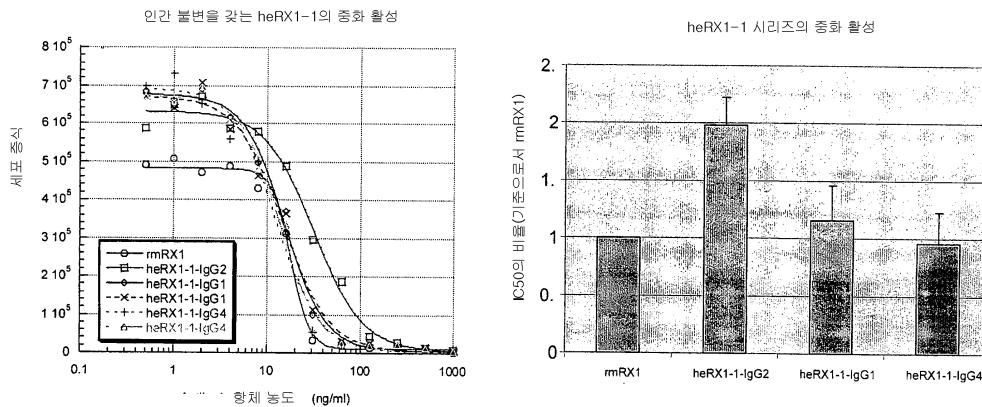 인간 불변을 갖는 heRX1-1의 중화 활성
세포 증식
8 10⁵
7 10⁵
6 10⁵
5 10⁵
4 10⁵
3 10⁵
2 10⁵
1 10⁵
0
rmRX1
heRX1-1-IgG2
heRX1-1-IgG1
heRX1-1-IgG1
heRX1-1-IgG4
heRX1-1-IgG4
0.1
1
10
100
1000
항체 농도 (ng/ml)
heRX1-1 시리즈의 중화 활성
IC50의 비율(기준으로서 rmRX1)
2.
2
1.
1
0.
0
rmRX1
heRX1-1-IgG2
heRX1-1-IgG1
heRX1-1-IgG4